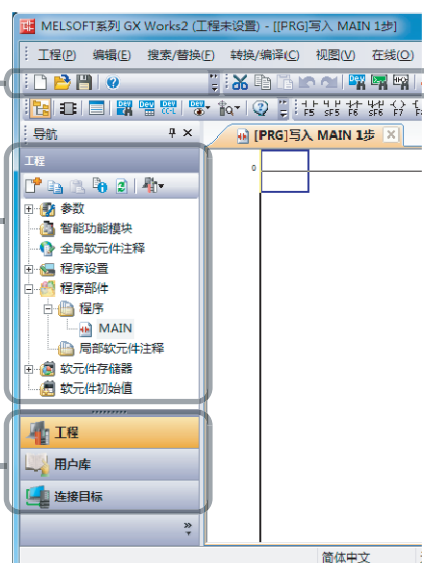 MELSOFT系列 GX Works2 (工程未设置) - [[PRG]写入 MAIN 1步]
工程(P) 编辑(E) 搜索/替换(F) 转换/编译(C) 视图(V) 在线(O)
F5 SF5 F6 SF6 F7
导航
[PRG]写入 MAIN 1步
工程
0
参数
智能功能模块
全局软元件注释
程序设置
程序部件
程序
MAIN
局部软元件注释
软元件存储器
软元件初始值
工程
用户库
连接目标
简体中文